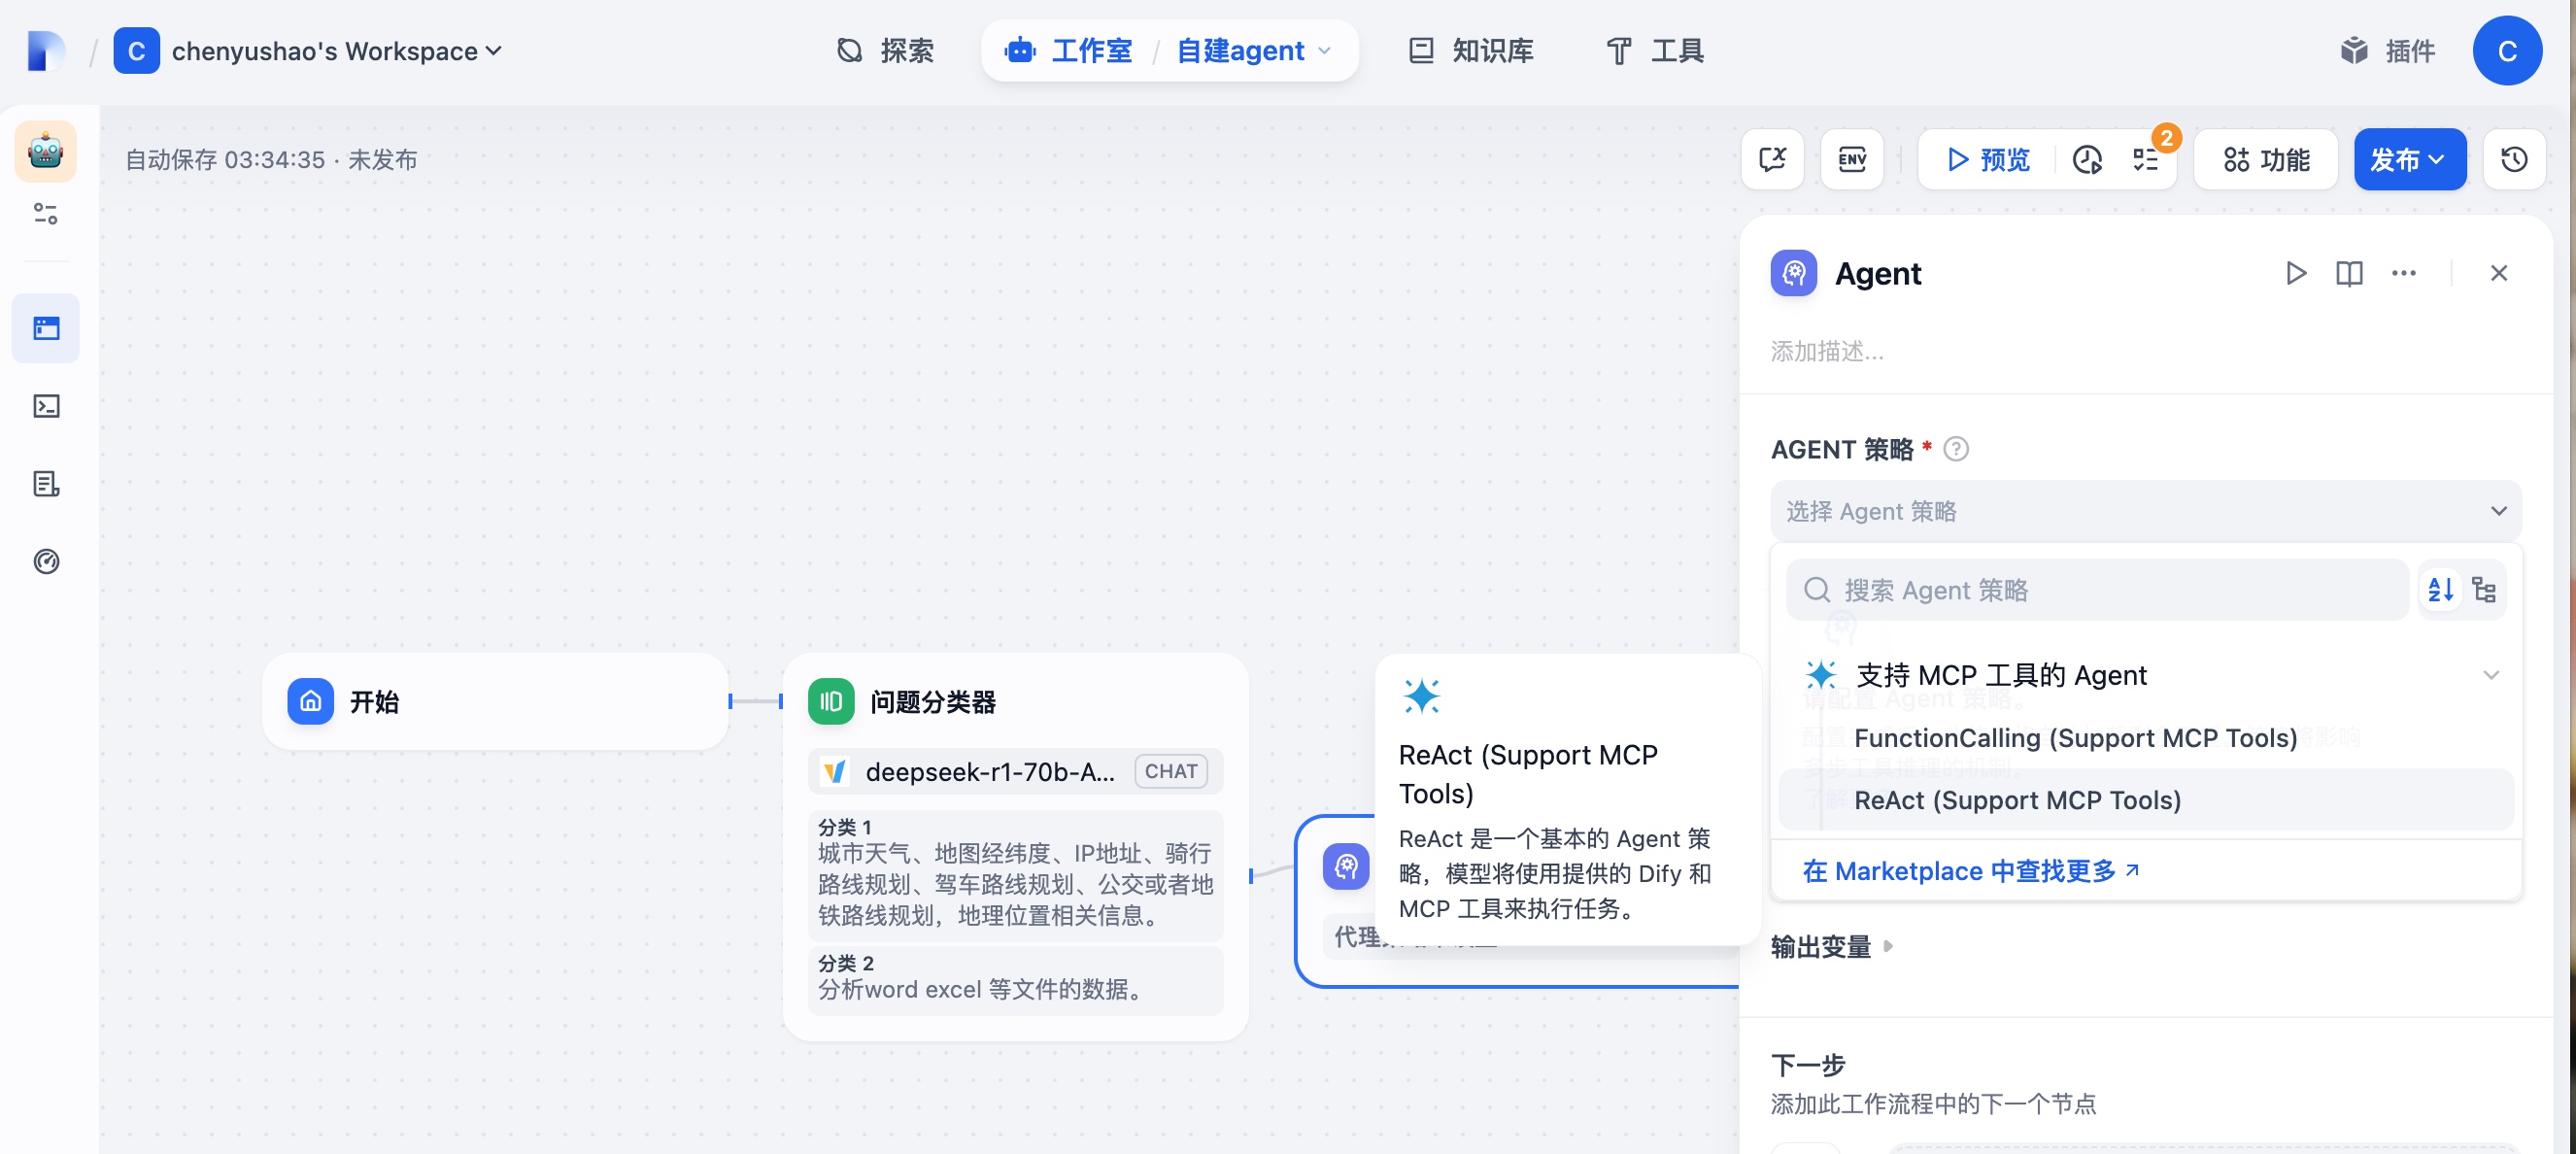 / C chenyushao's Workspace
探索
工作室 / 自建agent
知识库
工具
插件
C
自动保存 03:34:35 · 未发布
ENV
预览
2
功能
发布
Agent
添加描述...
AGENT 策略 * ?
选择 Agent 策略
搜索 Agent 策略
AZ
支持 MCP 工具的 Agent
请配置 Agent 策略。
FunctionCalling (Support MCP Tools)
ReAct (Support MCP Tools)
在 Marketplace 中查找更多
输出变量
下一步
添加此工作流程中的下一个节点
开始
问题分类器
deepseek-r1-70b-A... CHAT
分类 1
城市天气、地图经纬度、IP地址、骑行
路线规划、驾车路线规划、公交或者地
铁路线规划，地理位置相关信息。
分类 2
分析word excel 等文件的数据。
ReAct (Support MCP
Tools)
ReAct 是一个基本的 Agent 策
略，模型将使用提供的 Dify 和
MCP 工具来执行任务。
代理